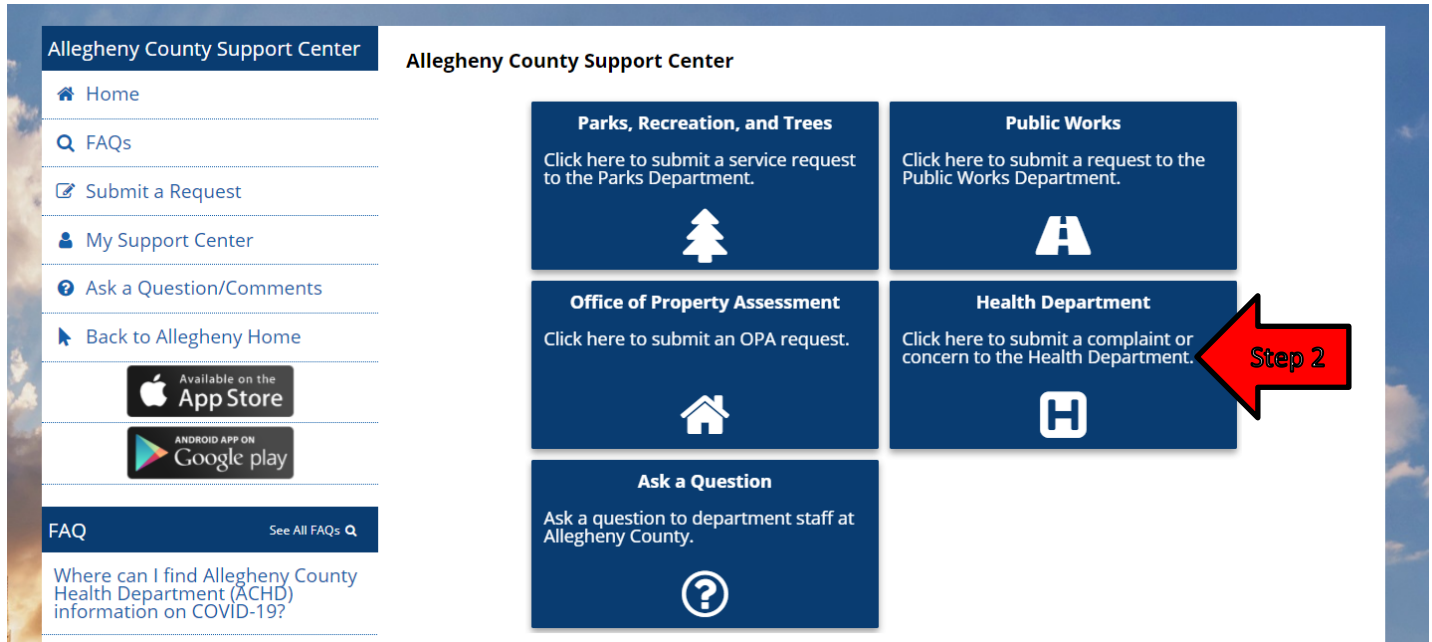 Allegheny County Support Center
Home
FAQs
Submit a Request
My Support Center
Ask a Question/Comments
Back to Allegheny Home
Available on the
App Store
ANDROID APP ON
Google play
FAQ
See All FAQs
Where can I find Allegheny County
Health Department (ACHD)
information on COVID-19?
Allegheny County Support Center
Parks, Recreation, and Trees
Click here to submit a service request
to the Parks Department.
Public Works
Click here to submit a request to the
Public Works Department.
Office of Property Assessment
Click here to submit an OPA request.
Health Department
Click here to submit a complaint or
concern to the Health Department.
H
Step 2
Ask a Question
Ask a question to department staff at
Allegheny County.